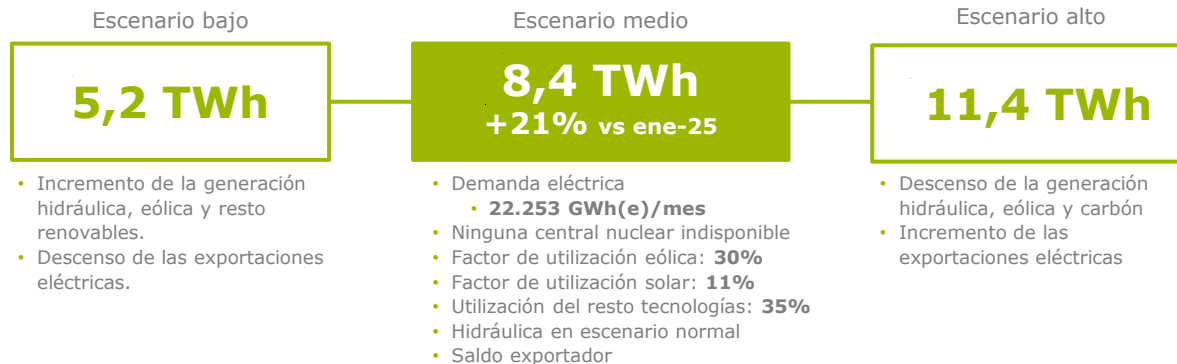 Escenario bajo
5,2 TWh
• Incremento de la generación
hidráulica, eólica y resto
renovables.
• Descenso de las exportaciones
eléctricas.
Escenario medio
8,4 TWh
+21% vs ene-25
• Demanda eléctrica
• 22.253 GWh(e)/mes
• Ninguna central nuclear indisponible
• Factor de utilización eólica: 30%
• Factor de utilización solar: 11%
• Utilización del resto tecnologías: 35%
• Hidráulica en escenario normal
• Saldo exportador
Escenario alto
11,4 TWh
• Descenso de la generación
hidráulica, eólica y carbón
• Incremento de las
exportaciones eléctricas